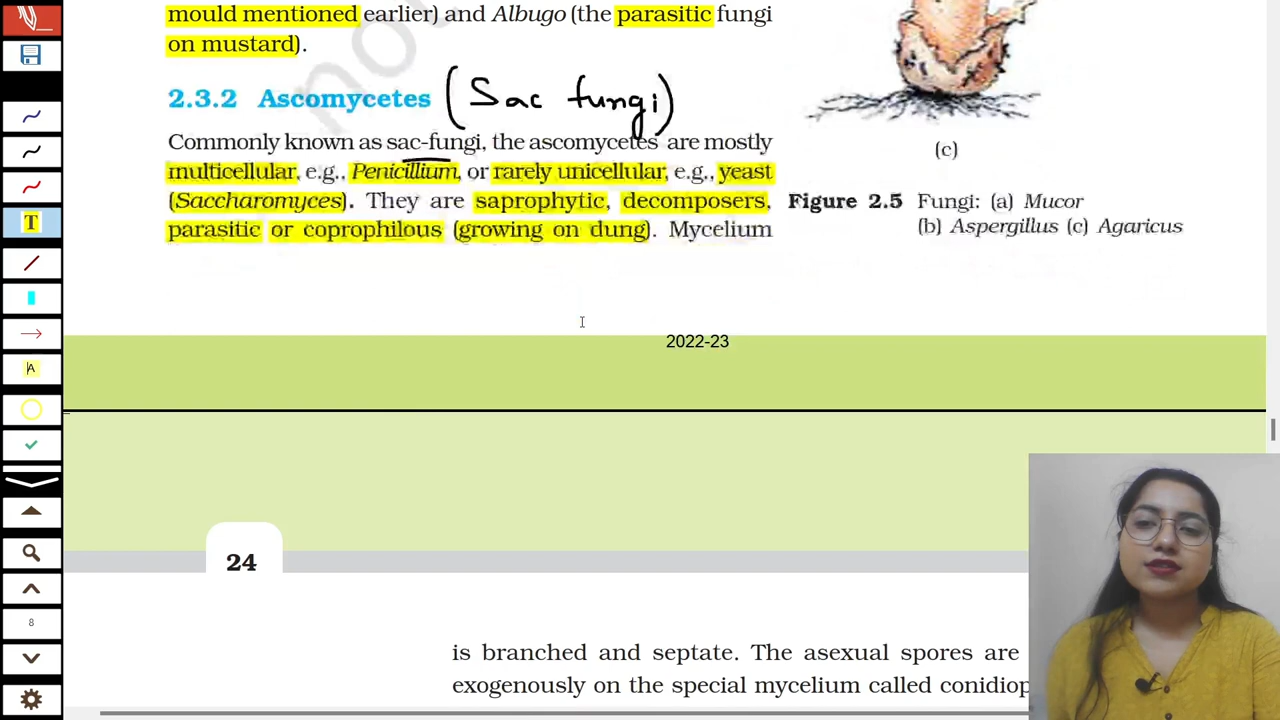 mould mentioned earlier) and Albugo (the parasitic fungi
on mustard).
2.3.2 Ascomycetes (Sac fungi)
Commonly known as sac-fungi, the ascomycetes are mostly
multicellular, e.g., Penicillium, or rarely unicellular, e.g., yeast
(Saccharomyces). They are saprophytic, decomposers,
parasitic or coprophilous (growing on dung). Mycelium
(c)
Figure 2.5 Fungi: (a) Mucor
(b) Aspergillus (c) Agaricus
2022-23
24
is branched and septate. The asexual spores are
exogenously on the special mycelium called conidiop
T
A
8
not